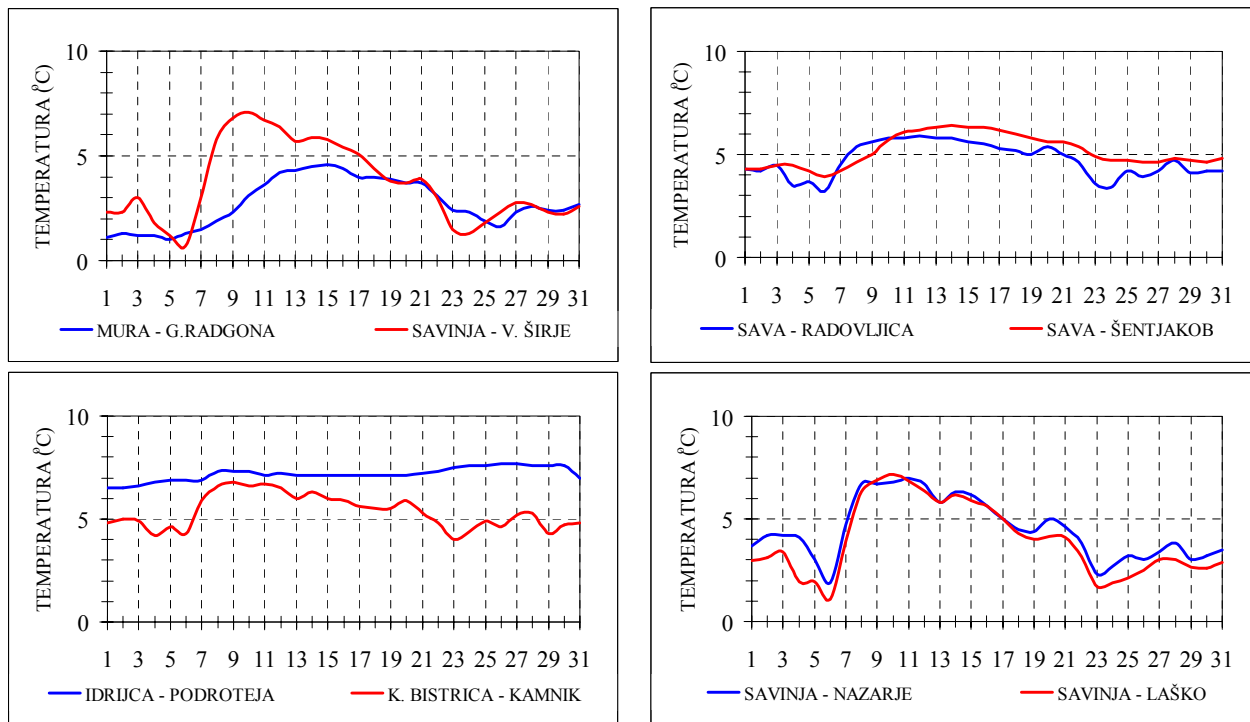 TEMPERATURA (ºC)
10
5
0
1 3 5 7 9 11 13 15 17 19 21 23 25 27 29 31
MURA - G.RADGONA SAVINJA - V. ŠIRJE
TEMPERATURA (ºC)
10
5
0
1 3 5 7 9 11 13 15 17 19 21 23 25 27 29 31
SAVA - RADOVLJICA SAVA - ŠENTJAKOB
TEMPERATURA (ºC)
10
5
0
1 3 5 7 9 11 13 15 17 19 21 23 25 27 29 31
IDRIJCA - PODROTEJA K. BISTRICA - KAMNIK
TEMPERATURA (ºC)
10
5
0
1 3 5 7 9 11 13 15 17 19 21 23 25 27 29 31
SAVINJA - NAZARJE SAVINJA - LAŠKO